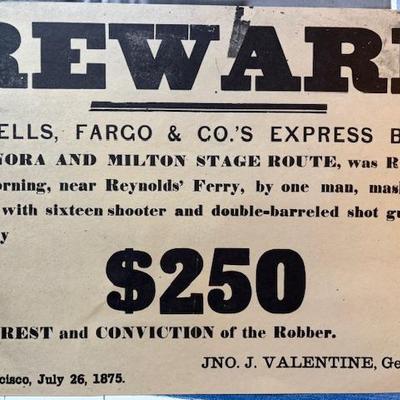 REWARD
ELLS, FARGO & CO.'S EXPRESS B
NORA AND MILTON STAGE ROUTE, was R
orning, near Reynolds' Ferry, by one man, mas
with sixteen shooter and double-barreled shot gu
y
$250
REST and CONVICTION of the Robber.
JNO. J. VALENTINE, Ge
cisco, July 26, 1875.